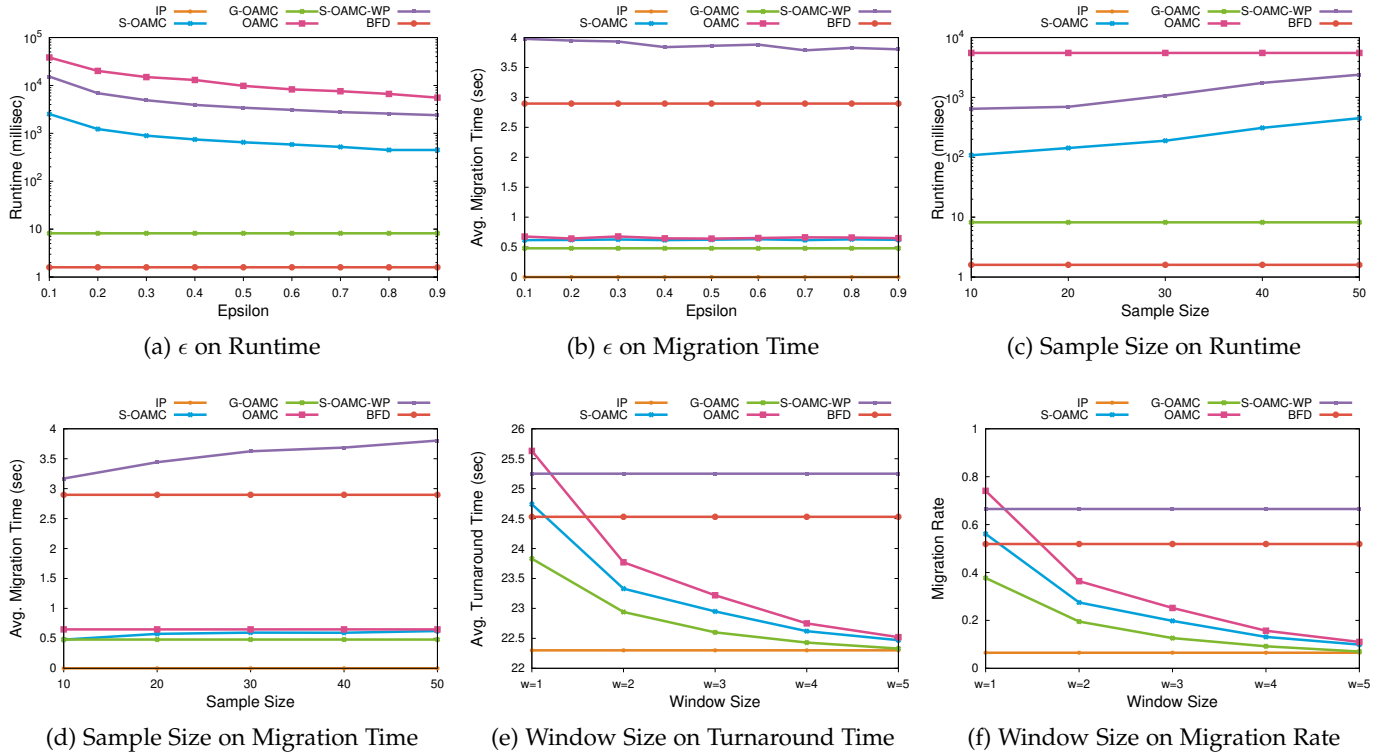 IP G-OAMC S-OAMC-WP
S-OAMC OAMC BFD
10^5
10^4
10^3
10^2
10
1
Runtime (millisec)
0.1 0.2 0.3 0.4 0.5 0.6 0.7 0.8 0.9
Epsilon
(a) ϵ on Runtime
IP G-OAMC S-OAMC-WP
S-OAMC OAMC BFD
4
3.5
3
2.5
2
1.5
1
0.5
0
Avg. Migration Time (sec)
0.1 0.2 0.3 0.4 0.5 0.6 0.7 0.8 0.9
Epsilon
(b) ϵ on Migration Time
IP G-OAMC S-OAMC-WP
S-OAMC OAMC BFD
10^4
10^3
10^2
10
1
Runtime (millisec)
10 20 30 40 50
Sample Size
(c) Sample Size on Runtime
IP G-OAMC S-OAMC-WP
S-OAMC OAMC BFD
4
3.5
3
2.5
2
1.5
1
0.5
0
Avg. Migration Time (sec)
10 20 30 40 50
Sample Size
(d) Sample Size on Migration Time
IP G-OAMC S-OAMC-WP
S-OAMC OAMC BFD
26
25.5
25
24.5
24
23.5
23
22.5
22
Avg. Turnaround Time (sec)
w=1 w=2 w=3 w=4 w=5
Window Size
(e) Window Size on Turnaround Time
IP G-OAMC S-OAMC-WP
S-OAMC OAMC BFD
1
0.8
0.6
0.4
0.2
0
Migration Rate
w=1 w=2 w=3 w=4 w=5
Window Size
(f) Window Size on Migration Rate